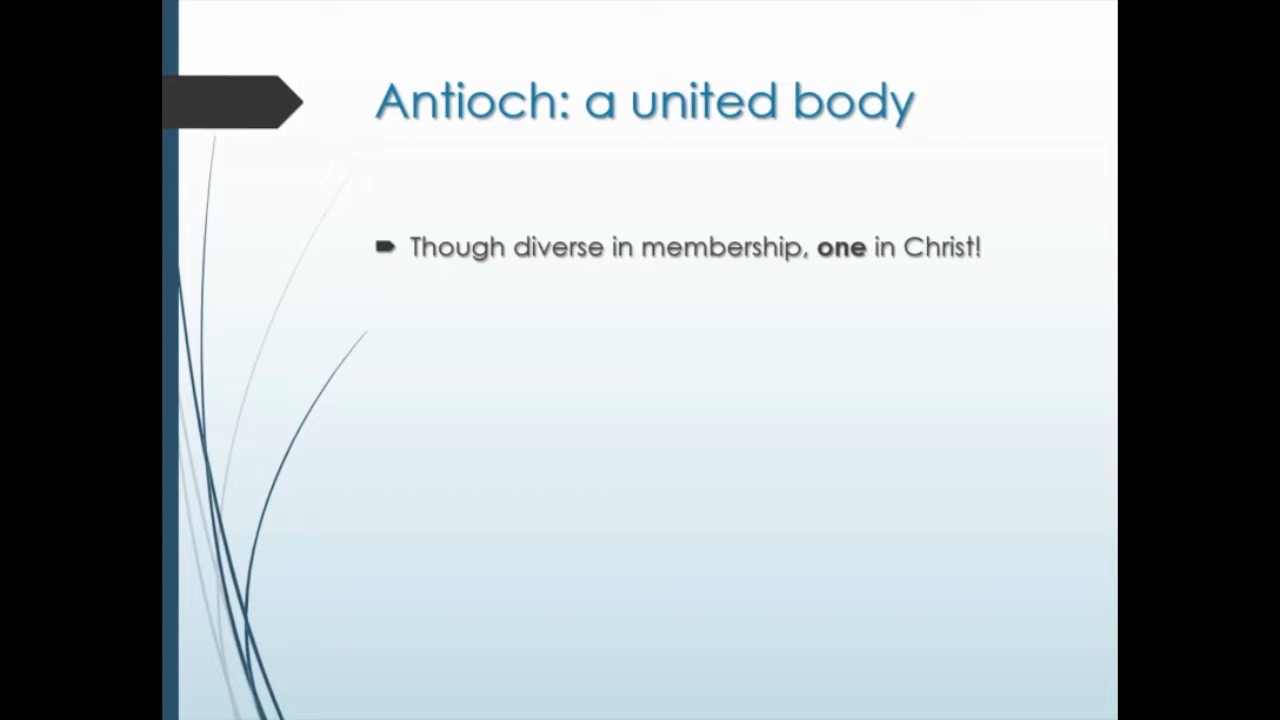 Antioch: a united body
Though diverse in membership, one in Christ!